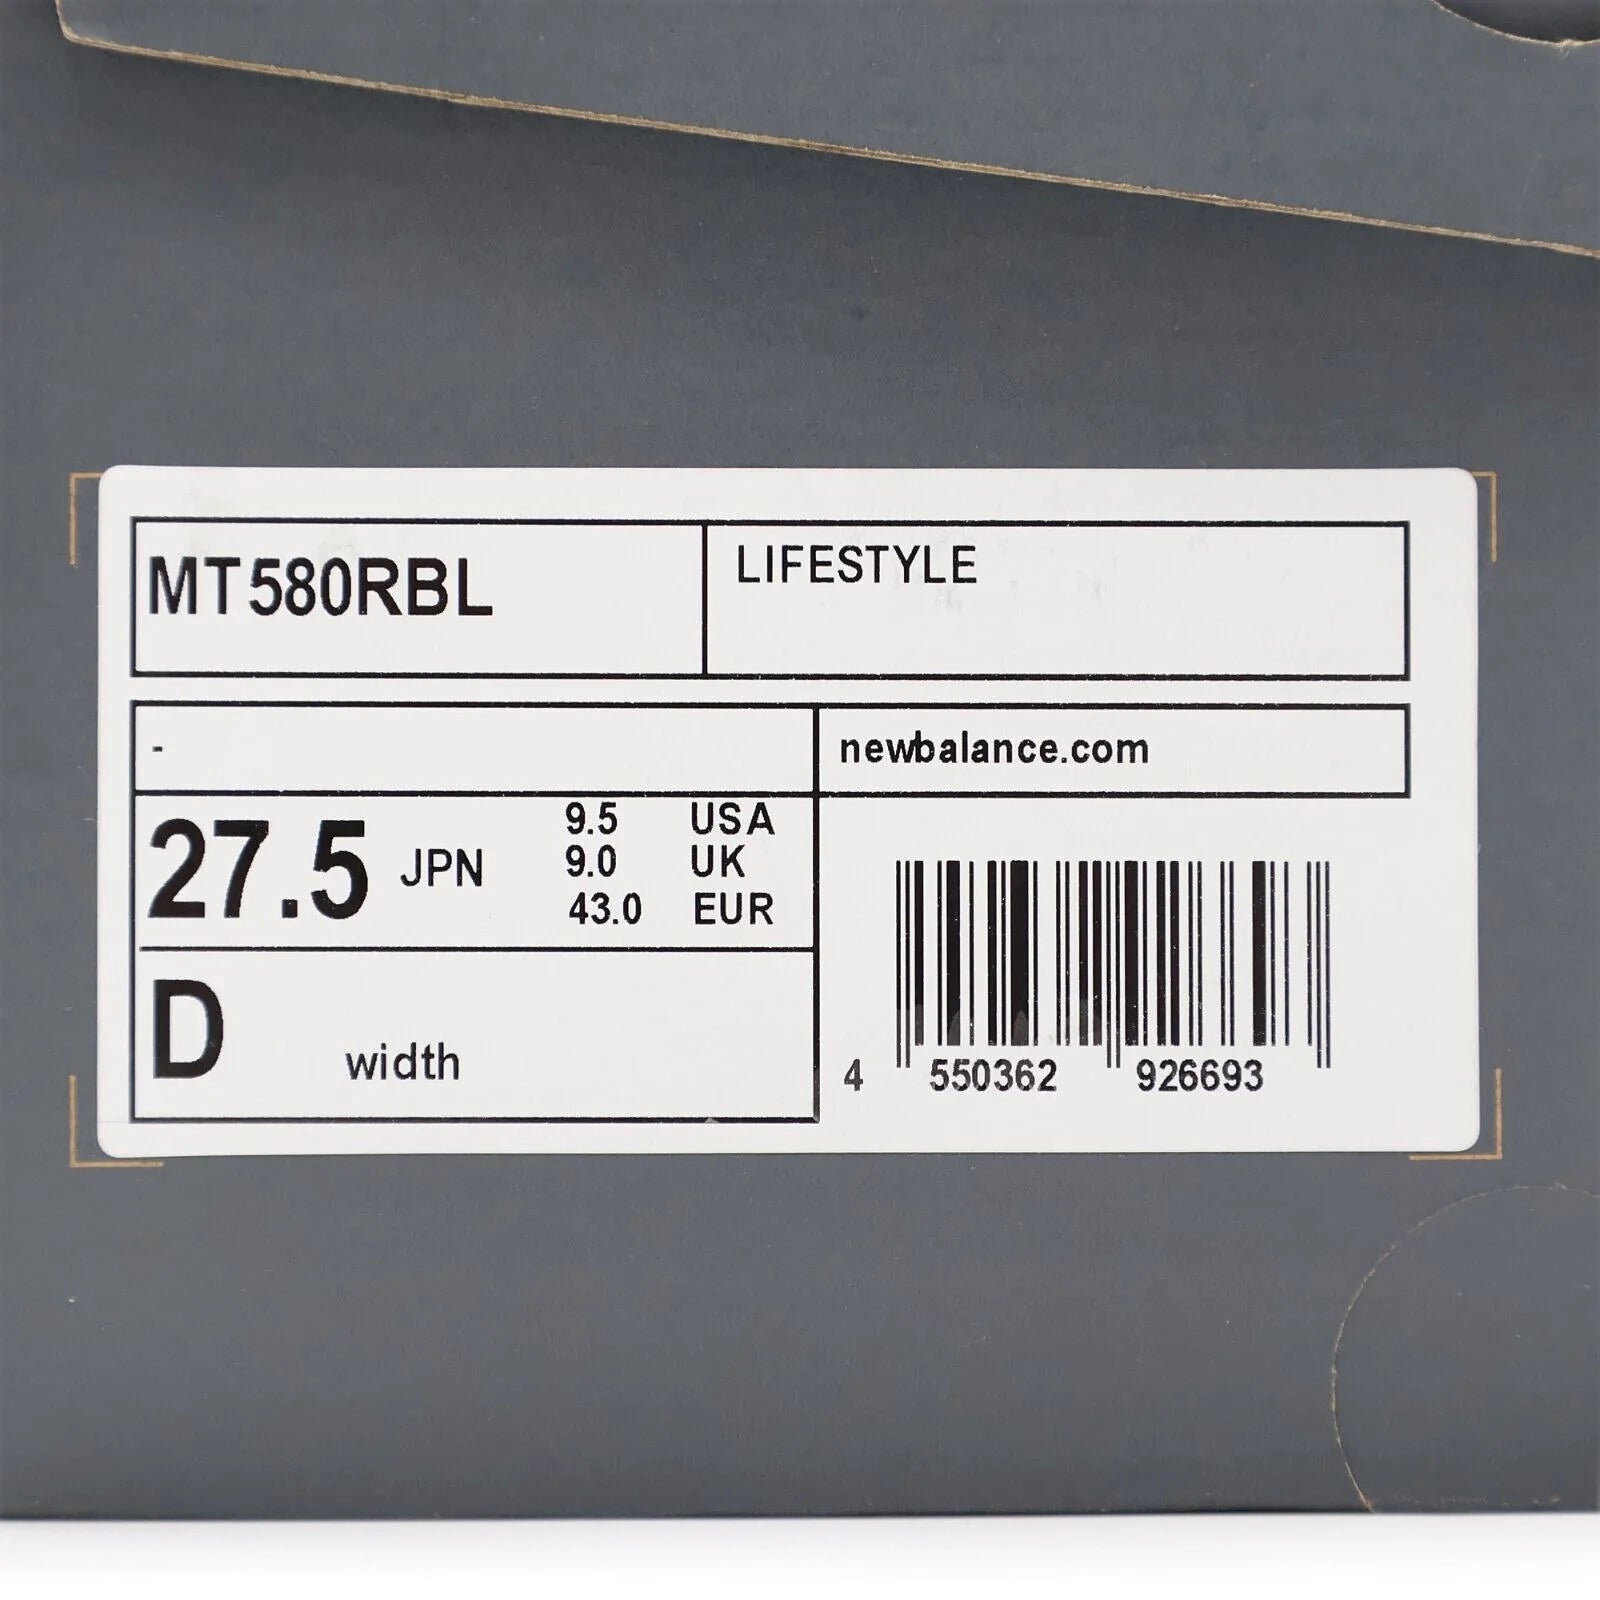 MT580RBL
LIFESTYLE
-
newbalance.com
27.5 JPN
9.5 USA
9.0 UK
43.0 EUR
D width
4 550362 926693